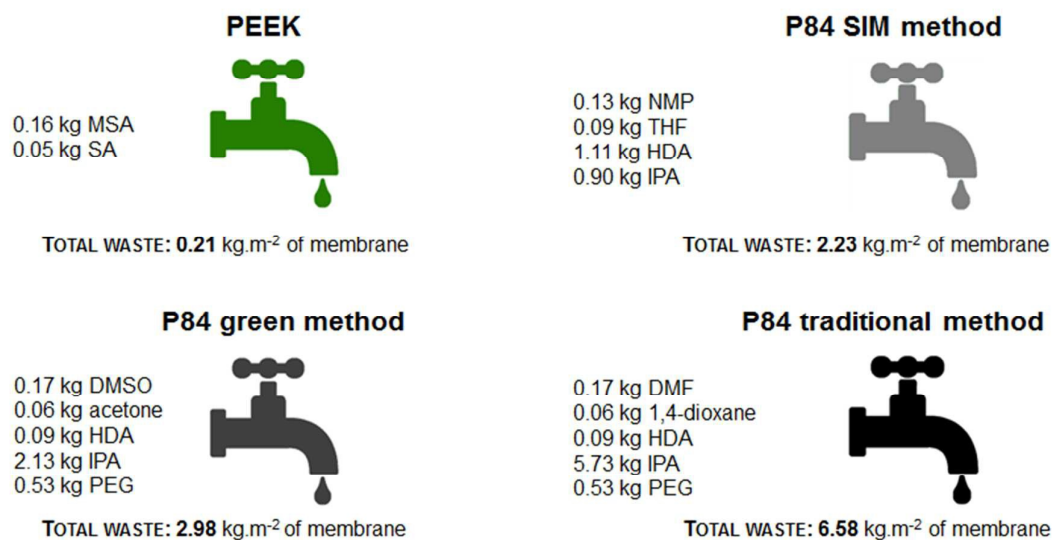 PEEK
0.16 kg MSA
0.05 kg SA
TOTAL WASTE: 0.21 kg.m-2 of membrane
P84 SIM method
0.13 kg NMP
0.09 kg THF
1.11 kg HDA
0.90 kg IPA
TOTAL WASTE: 2.23 kg.m-2 of membrane
P84 green method
0.17 kg DMSO
0.06 kg acetone
0.09 kg HDA
2.13 kg IPA
0.53 kg PEG
TOTAL WASTE: 2.98 kg.m-2 of membrane
P84 traditional method
0.17 kg DMF
0.06 kg 1,4-dioxane
0.09 kg HDA
5.73 kg IPA
0.53 kg PEG
TOTAL WASTE: 6.58 kg.m-2 of membrane